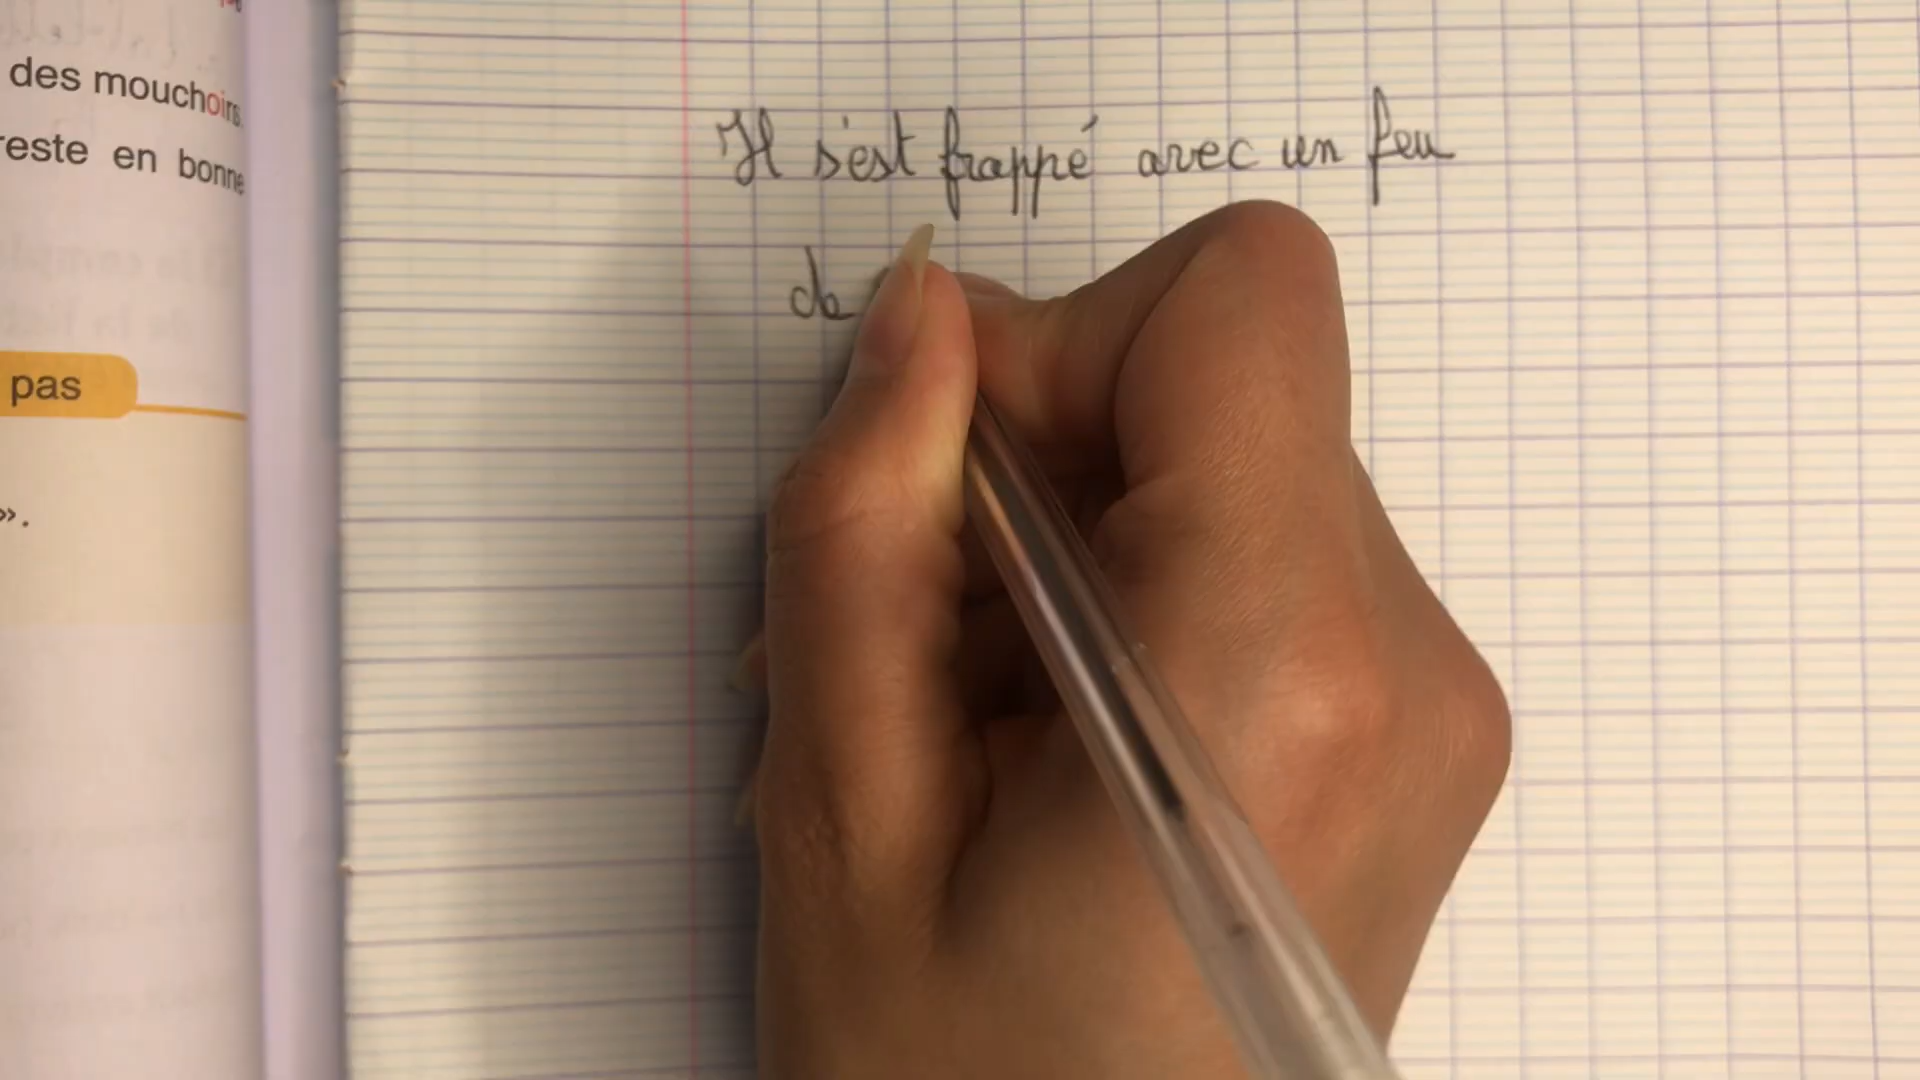 des mouchoirs.
reste en bonne
pas
».
Il s'est frappé avec un feu
de